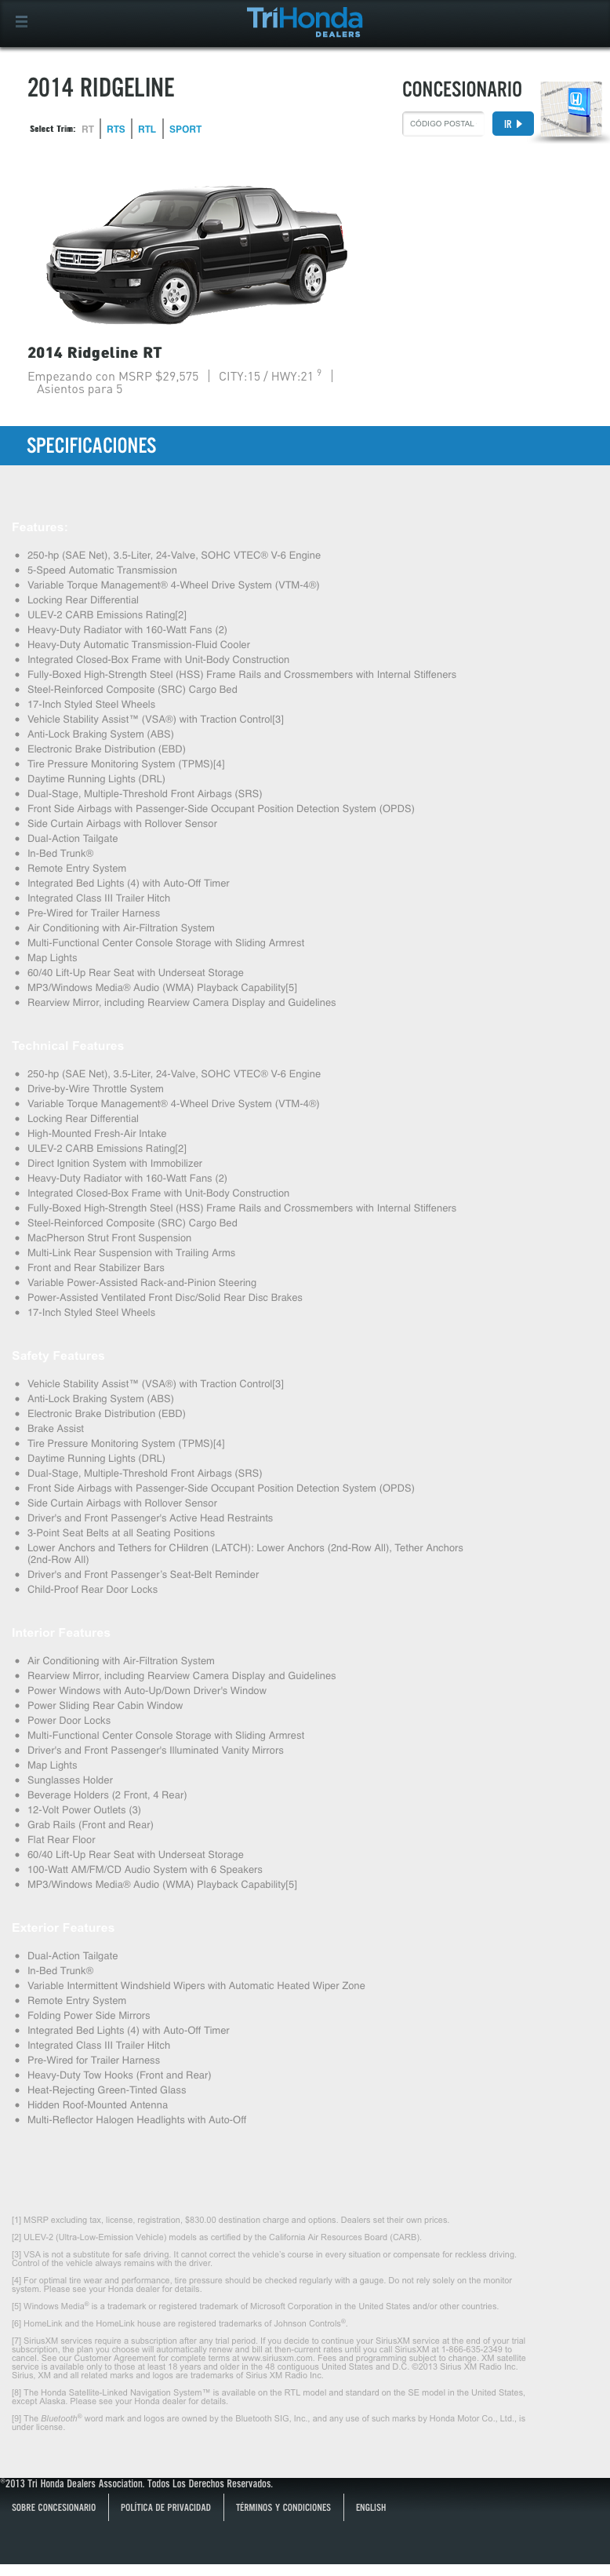 TriHonda
DEALERS
2014 RIDGELINE
Select Trim: RT RTS RTL SPORT
CONCESIONARIO
CÓDIGO POSTAL IR
2014 Ridgeline RT
Empezando con MSRP $29,575 | CITY:15 / HWY:21 9 |
Asientos para 5
SPECIFICACIONES
Features:
250-hp (SAE Net), 3.5-Liter, 24-Valve, SOHC VTEC® V-6 Engine
5-Speed Automatic Transmission
Variable Torque Management® 4-Wheel Drive System (VTM-4®)
Locking Rear Differential
ULEV-2 CARB Emissions Rating[2]
Heavy-Duty Radiator with 160-Watt Fans (2)
Heavy-Duty Automatic Transmission-Fluid Cooler
Integrated Closed-Box Frame with Unit-Body Construction
Fully-Boxed High-Strength Steel (HSS) Frame Rails and Crossmembers with Internal Stiffeners
Steel-Reinforced Composite (SRC) Cargo Bed
17-Inch Styled Steel Wheels
Vehicle Stability Assist™ (VSA®) with Traction Control[3]
Anti-Lock Braking System (ABS)
Electronic Brake Distribution (EBD)
Tire Pressure Monitoring System (TPMS)[4]
Daytime Running Lights (DRL)
Dual-Stage, Multiple-Threshold Front Airbags (SRS)
Front Side Airbags with Passenger-Side Occupant Position Detection System (OPDS)
Side Curtain Airbags with Rollover Sensor
Dual-Action Tailgate
In-Bed Trunk®
Remote Entry System
Integrated Bed Lights (4) with Auto-Off Timer
Integrated Class III Trailer Hitch
Pre-Wired for Trailer Harness
Air Conditioning with Air-Filtration System
Multi-Functional Center Console Storage with Sliding Armrest
Map Lights
60/40 Lift-Up Rear Seat with Underseat Storage
MP3/Windows Media® Audio (WMA) Playback Capability[5]
Rearview Mirror, including Rearview Camera Display and Guidelines
Technical Features
250-hp (SAE Net), 3.5-Liter, 24-Valve, SOHC VTEC® V-6 Engine
Drive-by-Wire Throttle System
Variable Torque Management® 4-Wheel Drive System (VTM-4®)
Locking Rear Differential
High-Mounted Fresh-Air Intake
ULEV-2 CARB Emissions Rating[2]
Direct Ignition System with Immobilizer
Heavy-Duty Radiator with 160-Watt Fans (2)
Integrated Closed-Box Frame with Unit-Body Construction
Fully-Boxed High-Strength Steel (HSS) Frame Rails and Crossmembers with Internal Stiffeners
Steel-Reinforced Composite (SRC) Cargo Bed
MacPherson Strut Front Suspension
Multi-Link Rear Suspension with Trailing Arms
Front and Rear Stabilizer Bars
Variable Power-Assisted Rack-and-Pinion Steering
Power-Assisted Ventilated Front Disc/Solid Rear Disc Brakes
17-Inch Styled Steel Wheels
Safety Features
Vehicle Stability Assist™ (VSA®) with Traction Control[3]
Anti-Lock Braking System (ABS)
Electronic Brake Distribution (EBD)
Brake Assist
Tire Pressure Monitoring System (TPMS)[4]
Daytime Running Lights (DRL)
Dual-Stage, Multiple-Threshold Front Airbags (SRS)
Front Side Airbags with Passenger-Side Occupant Position Detection System (OPDS)
Side Curtain Airbags with Rollover Sensor
Driver's and Front Passenger's Active Head Restraints
3-Point Seat Belts at all Seating Positions
Lower Anchors and Tethers for CHildren (LATCH): Lower Anchors (2nd-Row All), Tether Anchors
(2nd-Row All)
Driver's and Front Passenger's Seat-Belt Reminder
Child-Proof Rear Door Locks
Interior Features
Air Conditioning with Air-Filtration System
Rearview Mirror, including Rearview Camera Display and Guidelines
Power Windows with Auto-Up/Down Driver's Window
Power Sliding Rear Cabin Window
Power Door Locks
Multi-Functional Center Console Storage with Sliding Armrest
Driver's and Front Passenger's Illuminated Vanity Mirrors
Map Lights
Sunglasses Holder
Beverage Holders (2 Front, 4 Rear)
12-Volt Power Outlets (3)
Grab Rails (Front and Rear)
Flat Rear Floor
60/40 Lift-Up Rear Seat with Underseat Storage
100-Watt AM/FM/CD Audio System with 6 Speakers
MP3/Windows Media® Audio (WMA) Playback Capability[5]
Exterior Features
Dual-Action Tailgate
In-Bed Trunk®
Variable Intermittent Windshield Wipers with Automatic Heated Wiper Zone
Remote Entry System
Folding Power Side Mirrors
Integrated Bed Lights (4) with Auto-Off Timer
Integrated Class III Trailer Hitch
Pre-Wired for Trailer Harness
Heavy-Duty Tow Hooks (Front and Rear)
Heat-Rejecting Green-Tinted Glass
Hidden Roof-Mounted Antenna
Multi-Reflector Halogen Headlights with Auto-Off
[1] MSRP excluding tax, license, registration, $830.00 destination charge and options. Dealers set their own prices.
[2] ULEV-2 (Ultra-Low-Emission Vehicle) models as certified by the California Air Resources Board (CARB).
[3] VSA is not a substitute for safe driving. It cannot correct the vehicle's course in every situation or compensate for reckless driving.
Control of the vehicle always remains with the driver.
[4] For optimal tire wear and performance, tire pressure should be checked regularly with a gauge. Do not rely solely on the monitor
system. Please see your Honda dealer for details.
[5] Windows Media® is a trademark or registered trademark of Microsoft Corporation in the United States and/or other countries.
[6] HomeLink and the HomeLink house are registered trademarks of Johnson Controls®.
[7] SiriusXM services require a subscription after any trial period. If you decide to continue your SiriusXM service at the end of your trial
subscription, the plan you choose will automatically renew and bill at then-current rates until you call SiriusXM at 1-866-635-2349 to
cancel. See our Customer Agreement for complete terms at www.siriusxm.com. Fees and programming subject to change. XM satellite
service is available only to those at least 18 years and older in the 48 contiguous United States and D.C. ©2013 Sirius XM Radio Inc.
Sirius, XM and all related marks and logos are trademarks of Sirius XM Radio Inc.
[8] The Honda Satellite-Linked Navigation System™ is available on the RTL model and standard on the SE model in the United States,
except Alaska. Please see your Honda dealer for details.
[9] The Bluetooth® word mark and logos are owned by the Bluetooth SIG, Inc., and any use of such marks by Honda Motor Co., Ltd., is
under license.
©2013 Tri Honda Dealers Association. Todos Los Derechos Reservados.
SOBRE CONCESIONARIO POLÍTICA DE PRIVACIDAD TÉRMINOS Y CONDICIONES ENGLISH